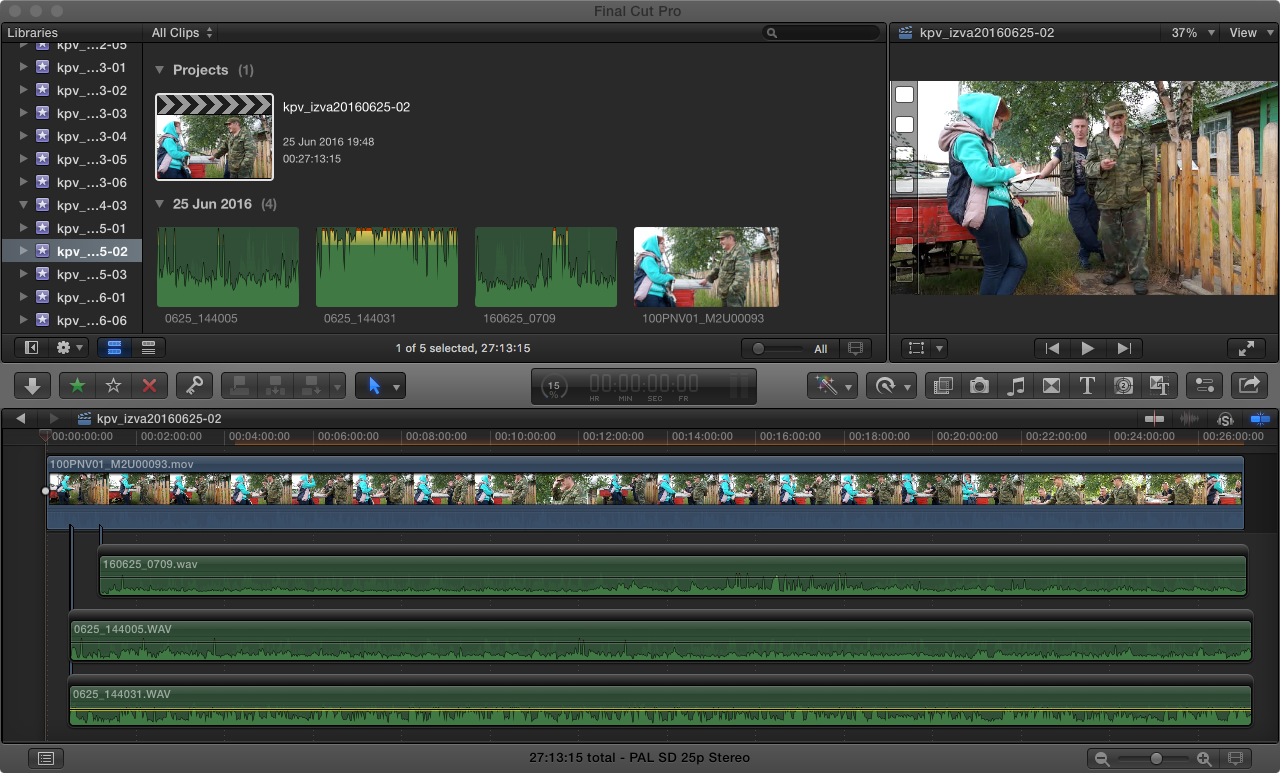 Final Cut Pro
Libraries
All Clips
kpv_izva20160625-02
37%
View
kpv_...2-05
kpv_...3-01
kpv_...3-02
kpv_...3-03
kpv_...3-04
kpv_...3-05
kpv_...3-06
kpv_...4-03
kpv_...5-01
kpv_...5-02
kpv_...5-03
kpv_...6-01
kpv_...6-06
Projects (1)
kpv_izva20160625-02
25 Jun 2016 19:48
00:27:13:15
25 Jun 2016 (4)
0625_144005
0625_144031
160625_0709
100PNV01_M2U00093
1 of 5 selected, 27:13:15
All
15
%
00:00:00:00
HR MIN SEC FR
T
2
T
kpv_izva20160625-02
S
00:00:00:00 00:02:00:00 00:04:00:00 00:06:00:00 00:08:00:00 00:10:00:00 00:12:00:00 00:14:00:00 00:16:00:00 00:18:00:00 00:20:00:00 00:22:00:00 00:24:00:00 00:26:00:00
100PNV01_M2U00093.mov
160625_0709.wav
0625_144005.WAV
0625_144031.WAV
27:13:15 total - PAL SD 25p Stereo